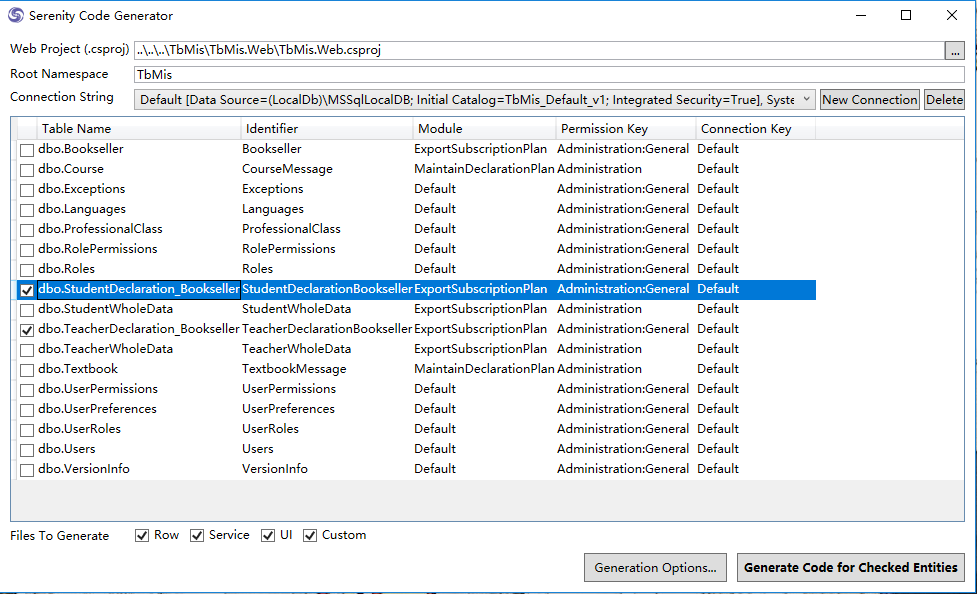 Serenity Code Generator
Web Project (.csproj) ..\..\..\TbMis\TbMis.Web\TbMis.Web.csproj ...
Root Namespace TbMis
Connection String Default [Data Source=(LocalDb)\MSSqlLocalDB; Initial Catalog=TbMis_Default_v1; Integrated Security=True], Syste New Connection Delete
Table Name Identifier Module Permission Key Connection Key
dbo.Bookseller Bookseller ExportSubscriptionPlan Administration:General Default
dbo.Course CourseMessage MaintainDeclarationPlan Administration Default
dbo.Exceptions Exceptions Default Administration:General Default
dbo.Languages Languages Default Administration:General Default
dbo.ProfessionalClass ProfessionalClass Default Administration:General Default
dbo.RolePermissions RolePermissions Default Administration:General Default
dbo.Roles Roles Default Administration:General Default
dbo.StudentDeclaration_Bookseller StudentDeclarationBookseller ExportSubscriptionPlan Administration:General Default
dbo.StudentWholeData StudentWholeData ExportSubscriptionPlan Administration Default
dbo.TeacherDeclaration_Bookseller TeacherDeclarationBookseller ExportSubscriptionPlan Administration:General Default
dbo.TeacherWholeData TeacherWholeData ExportSubscriptionPlan Administration Default
dbo.Textbook TextbookMessage MaintainDeclarationPlan Administration Default
dbo.UserPermissions UserPermissions Default Administration:General Default
dbo.UserPreferences UserPreferences Default Administration:General Default
dbo.UserRoles UserRoles Default Administration:General Default
dbo.Users Users Default Administration:General Default
dbo.VersionInfo VersionInfo Default Administration:General Default
Files To Generate Row Service UI Custom
Generation Options... Generate Code for Checked Entities